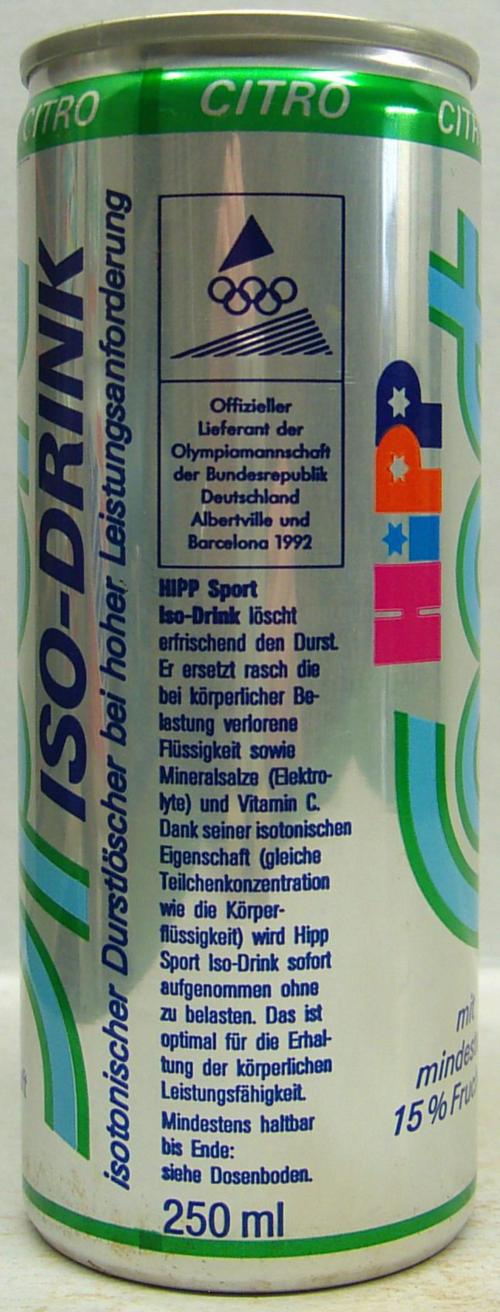 CITRO
CITRO
CITR
ISO-DRINK
isotonischer Durstlöscher bei hoher Leistungsanforderung
Offizieller
Lieferant der
Olympiamannschaft
der Bundesrepublik
Deutschland
Albertville und
Barcelona 1992
HIPP Sport
Iso-Drink löscht
erfrischend den Durst.
Er ersetzt rasch die
bei körperlicher Be-
lastung verlorene
Flüssigkeit sowie
Mineralsalze (Elektro-
lyte) und Vitamin C.
Dank seiner isotonischen
Eigenschaft (gleiche
Teilchenkonzentration
wie die Körper-
flüssigkeit) wird Hipp
Sport Iso-Drink sofort
aufgenommen ohne
zu belasten. Das ist
optimal für die Erhal-
tung der körperlichen
Leistungsfähigkeit.
Mindestens haltbar
bis Ende:
siehe Dosenboden.
250 ml
HiPP
mit
mindes
15 % Fruc